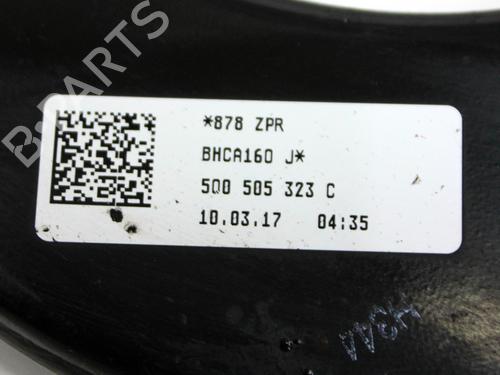 B-PARTS
*878 ZPR
BHCA160 J*
5Q0 505 323 C
10.03.17 04:35